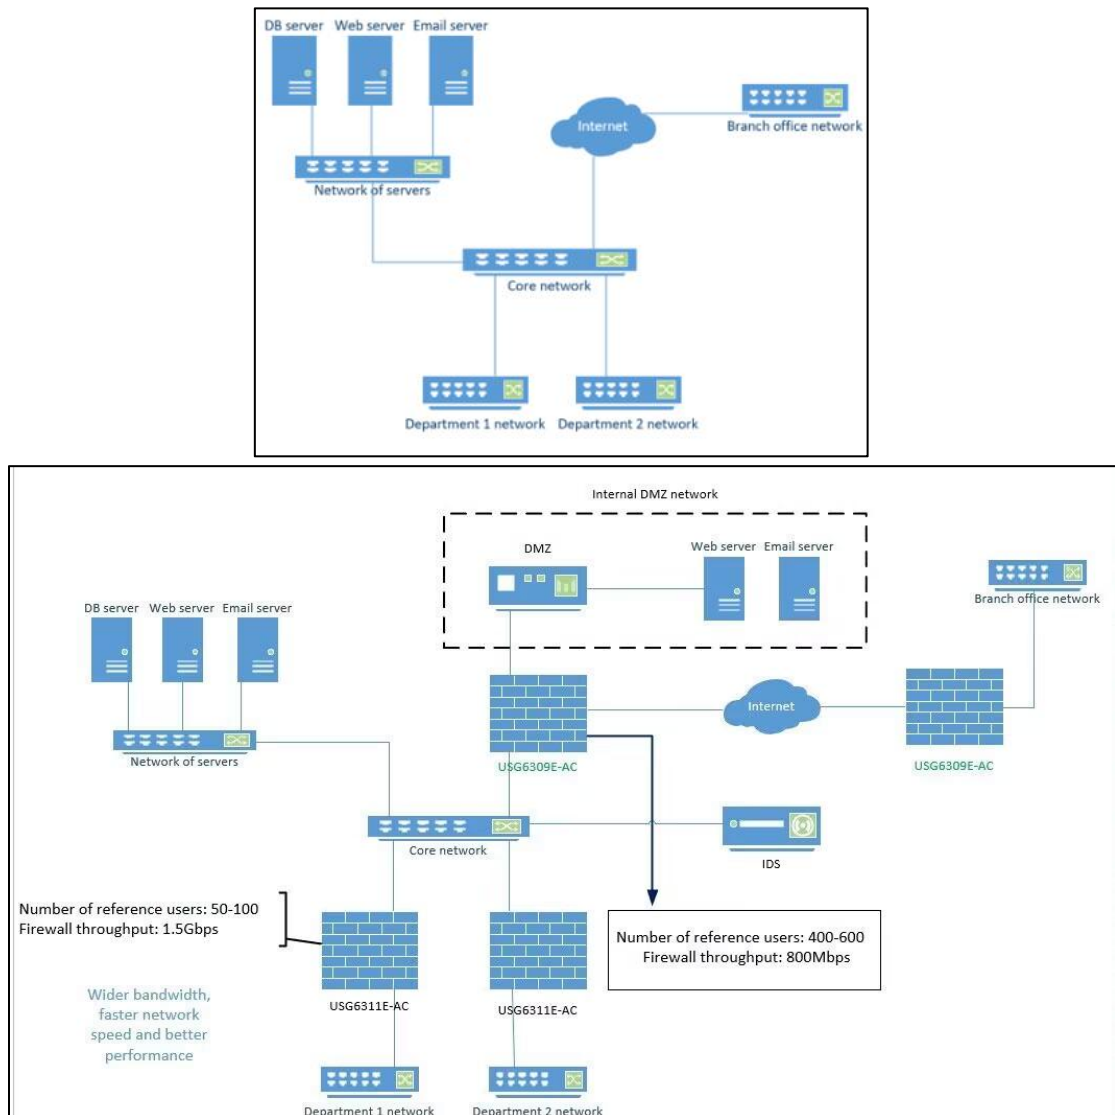 DB server Web server Email server
Internet
Branch office network
Network of servers
Core network
Department 1 network Department 2 network
Internal DMZ network
DMZ
Web server Email server
Branch office network
DB server Web server Email server
Internet
Network of servers
USG6309E-AC
USG6309E-AC
Core network
IDS
Number of reference users: 50-100
Firewall throughput: 1.5Gbps
Number of reference users: 400-600
Firewall throughput: 800Mbps
Wider bandwidth,
faster network
speed and better
performance
USG6311E-AC
USG6311E-AC
Department 1 network Department 2 network